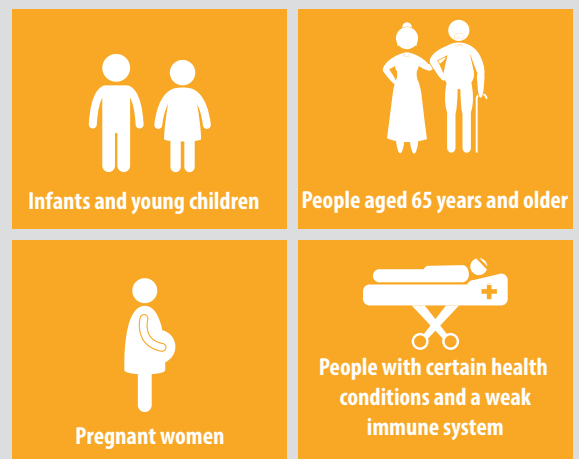 Infants and young children
People aged 65 years and older
Pregnant women
People with certain health
conditions and a weak
immune system